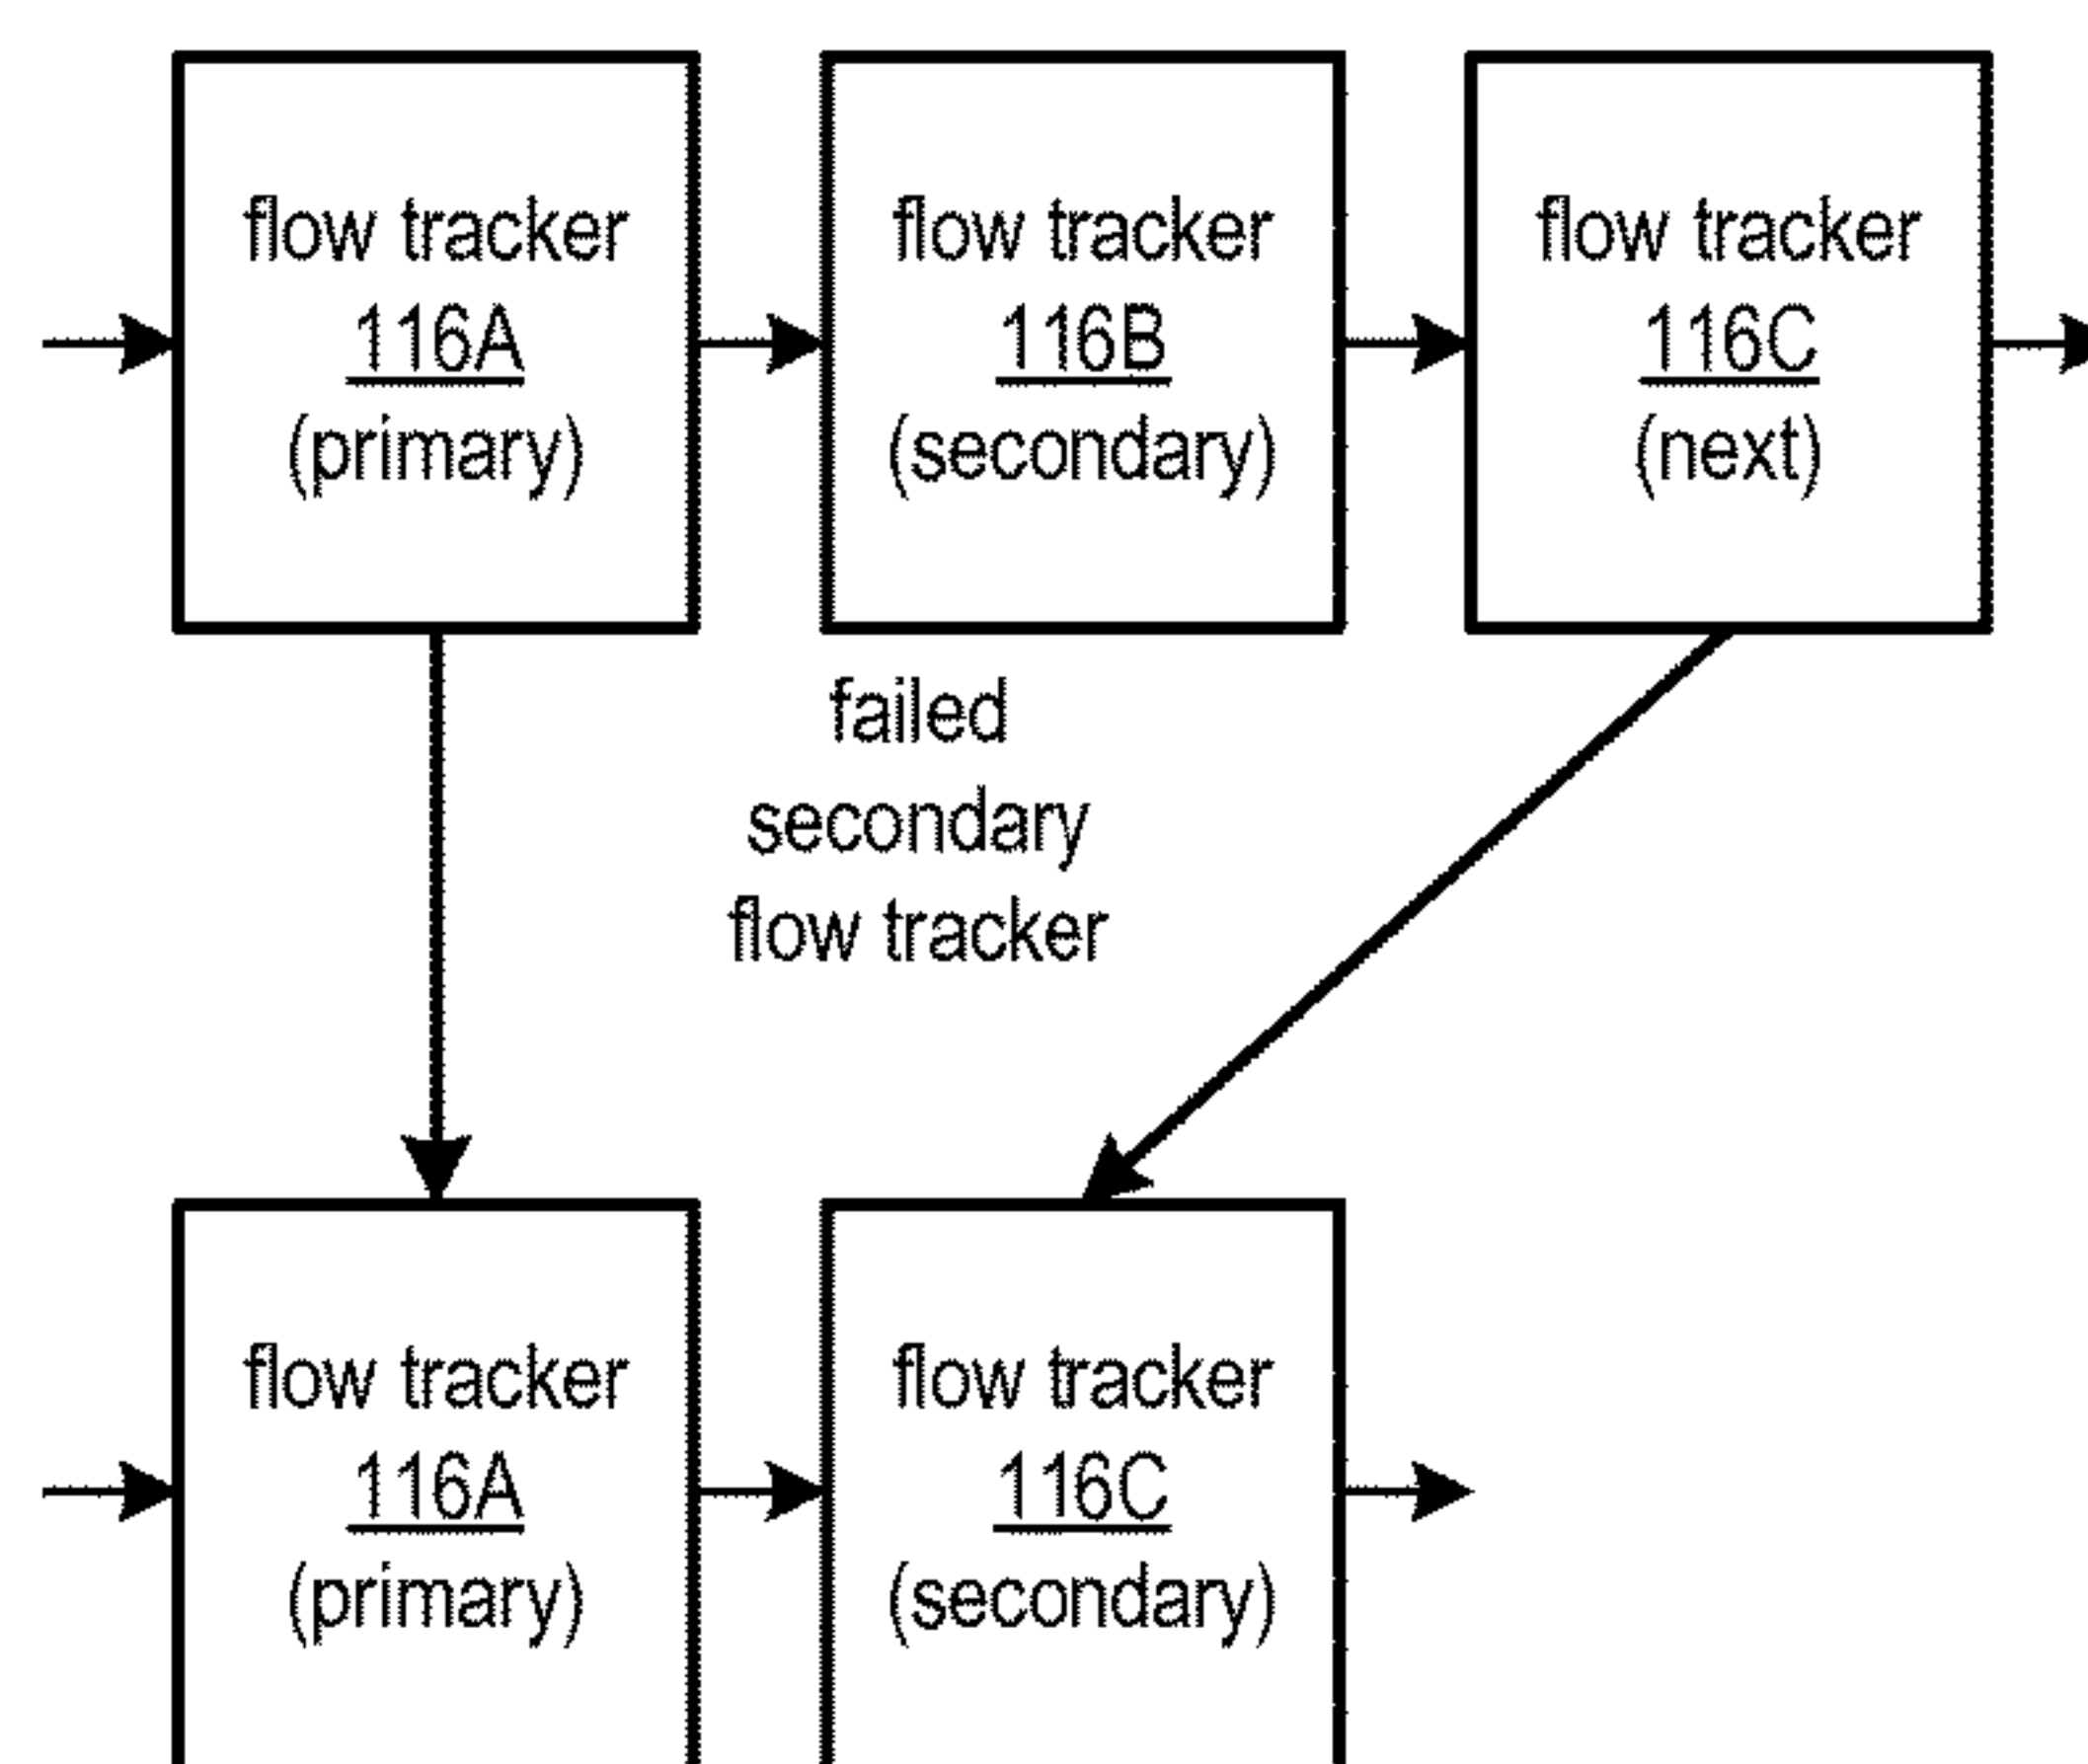 flow tracker
116A
(primary)
flow tracker
116B
(secondary)
flow tracker
116C
(next)
failed
secondary
flow tracker
flow tracker
116A
(primary)
flow tracker
116C
(secondary)